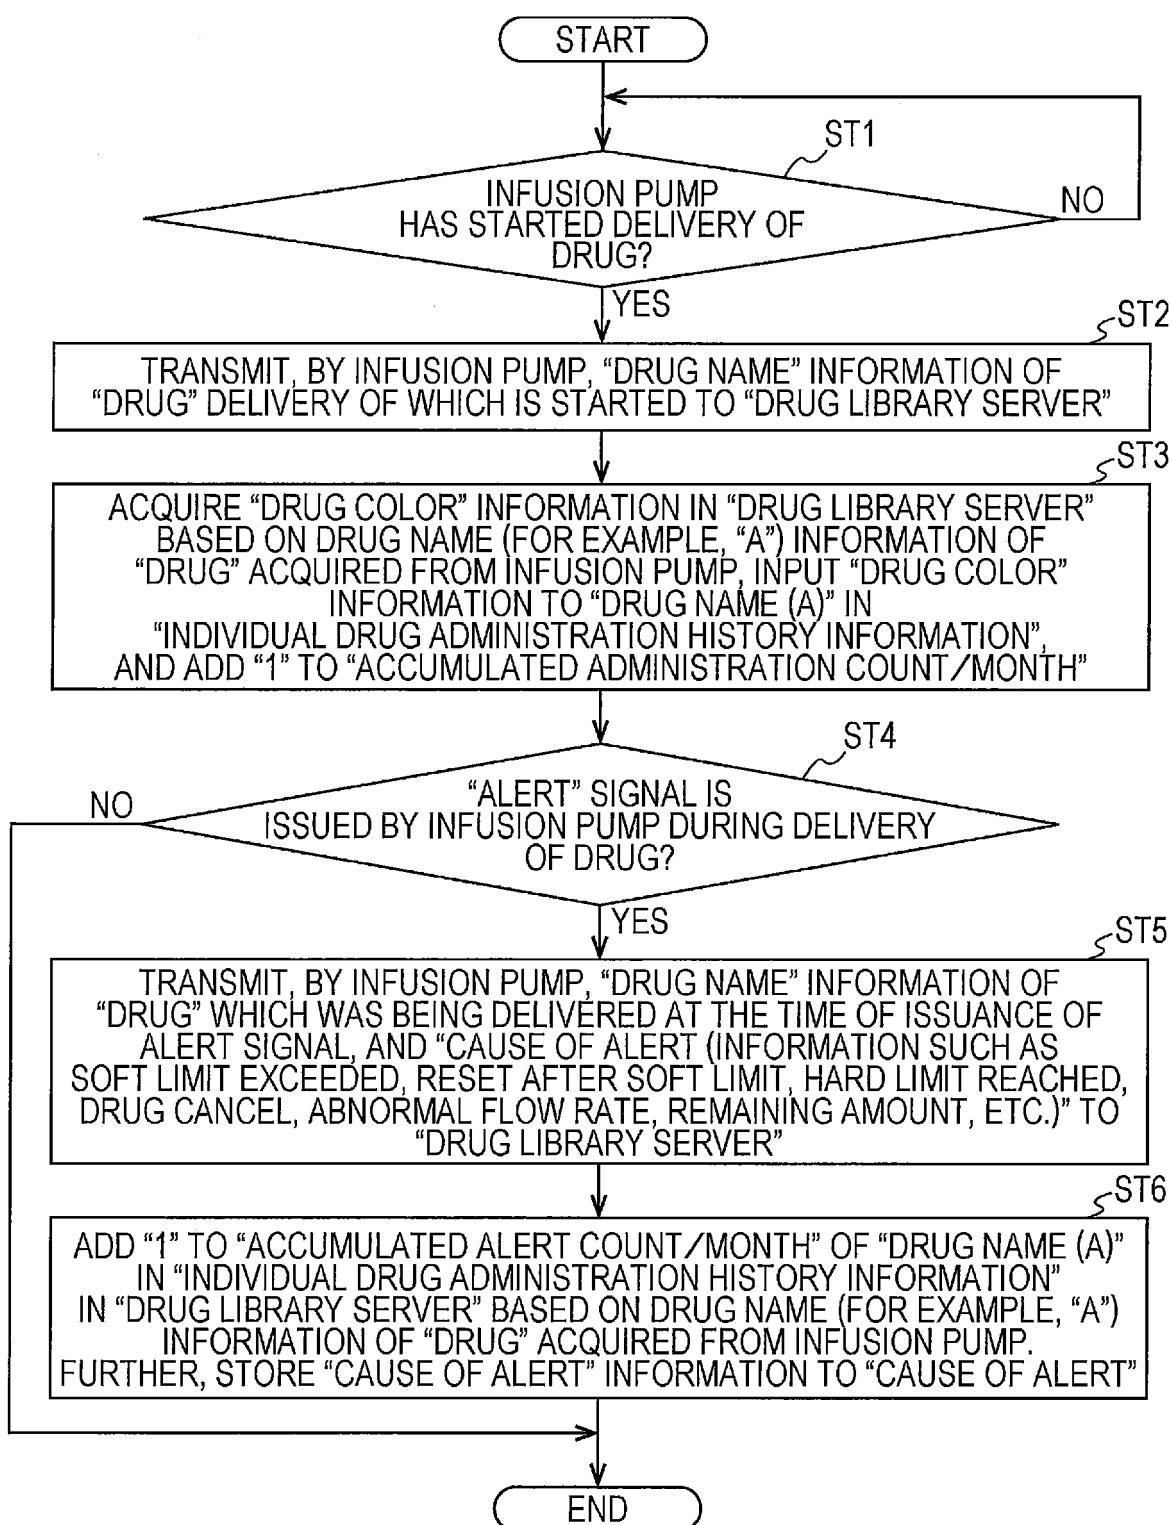 START
ST1
INFUSION PUMP
HAS STARTED DELIVERY OF
DRUG?
NO
YES
ST2
TRANSMIT, BY INFUSION PUMP, “DRUG NAME” INFORMATION OF
“DRUG” DELIVERY OF WHICH IS STARTED TO “DRUG LIBRARY SERVER”
ST3
ACQUIRE “DRUG COLOR” INFORMATION IN “DRUG LIBRARY SERVER”
BASED ON DRUG NAME (FOR EXAMPLE, “A”) INFORMATION OF
“DRUG” ACQUIRED FROM INFUSION PUMP, INPUT “DRUG COLOR”
INFORMATION TO “DRUG NAME (A)” IN
“INDIVIDUAL DRUG ADMINISTRATION HISTORY INFORMATION”,
AND ADD “1” TO “ACCUMULATED ADMINISTRATION COUNT/MONTH”
ST4
“ALERT” SIGNAL IS
ISSUED BY INFUSION PUMP DURING DELIVERY
OF DRUG?
NO
YES
ST5
TRANSMIT, BY INFUSION PUMP, “DRUG NAME” INFORMATION OF
“DRUG” WHICH WAS BEING DELIVERED AT THE TIME OF ISSUANCE OF
ALERT SIGNAL, AND “CAUSE OF ALERT (INFORMATION SUCH AS
SOFT LIMIT EXCEEDED, RESET AFTER SOFT LIMIT, HARD LIMIT REACHED,
DRUG CANCEL, ABNORMAL FLOW RATE, REMAINING AMOUNT, ETC.)” TO
“DRUG LIBRARY SERVER”
ST6
ADD “1” TO “ACCUMULATED ALERT COUNT/MONTH” OF “DRUG NAME (A)”
IN “INDIVIDUAL DRUG ADMINISTRATION HISTORY INFORMATION”
IN “DRUG LIBRARY SERVER” BASED ON DRUG NAME (FOR EXAMPLE, “A”)
INFORMATION OF “DRUG” ACQUIRED FROM INFUSION PUMP.
FURTHER, STORE “CAUSE OF ALERT” INFORMATION TO “CAUSE OF ALERT”
END